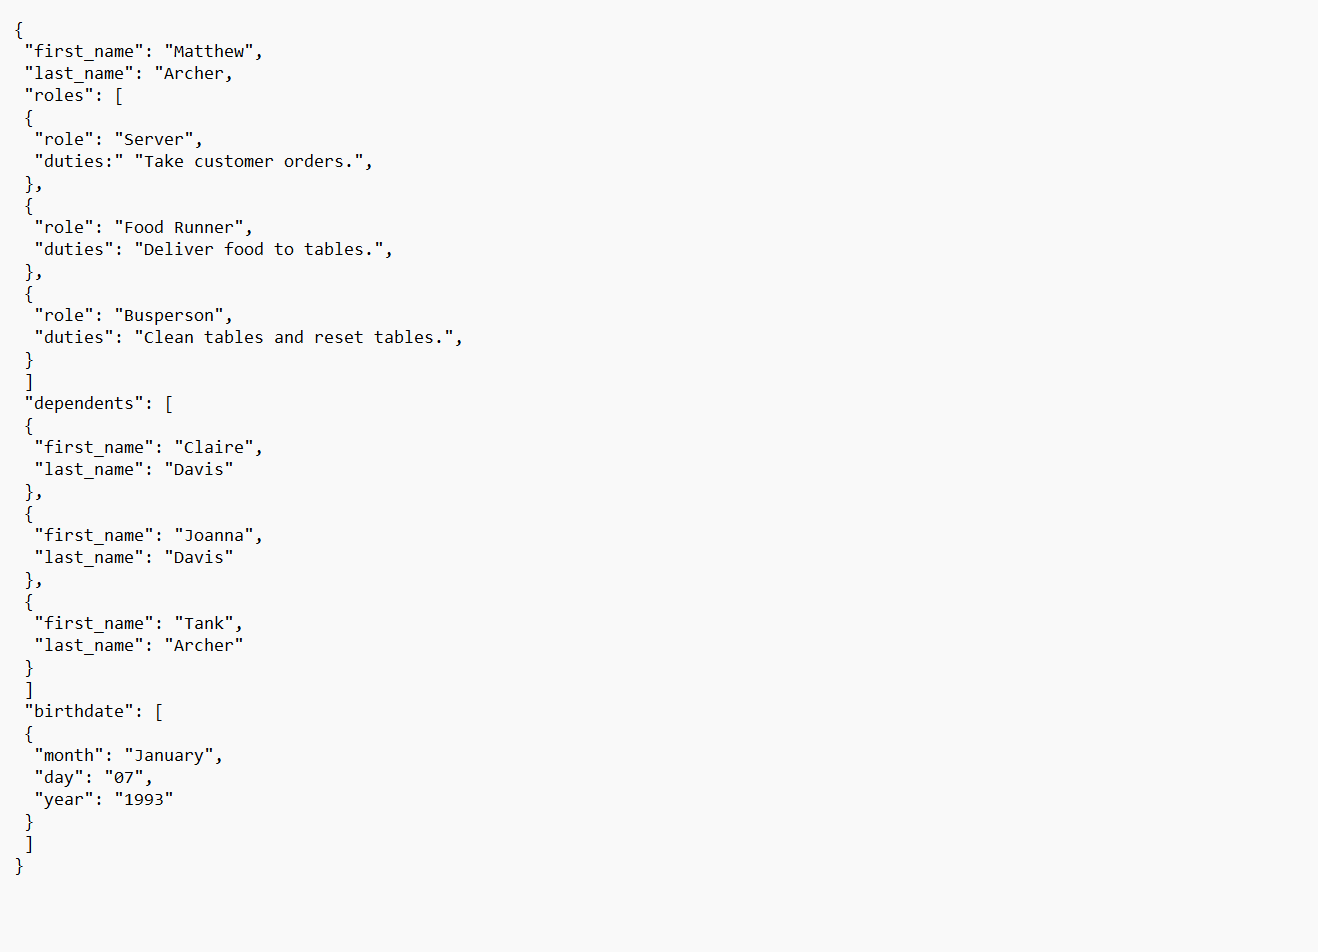 {
"first_name": "Matthew",
"last_name": "Archer,
"roles": [
{
"role": "Server",
"duties:" "Take customer orders.",
},
{
"role": "Food Runner",
"duties": "Deliver food to tables.",
},
{
"role": "Busperson",
"duties": "Clean tables and reset tables.",
}
]
"dependents": [
{
"first_name": "Claire",
"last_name": "Davis"
},
{
"first_name": "Joanna",
"last_name": "Davis"
},
{
"first_name": "Tank",
"last_name": "Archer"
}
]
"birthdate": [
{
"month": "January",
"day": "07",
"year": "1993"
}
]
}